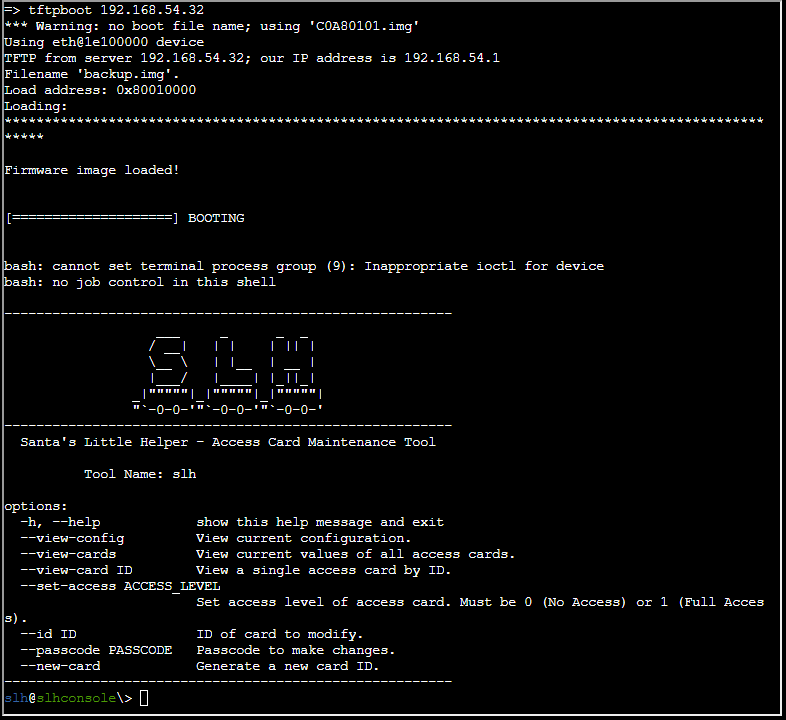 => tftpboot 192.168.54.32
*** Warning: no boot file name; using 'C0A80101.img'
Using eth@1e100000 device
TFTP from server 192.168.54.32; our IP address is 192.168.54.1
Filename 'backup.img'.
Load address: 0x80010000
Loading:
***********************************************************************************************
*****
Firmware image loaded!
[====================] BOOTING
bash: cannot set terminal process group (9): Inappropriate ioctl for device
bash: no job control in this shell
--------------------------------------------------------
SLH
--------------------------------------------------------
Santa's Little Helper - Access Card Maintenance Tool
Tool Name: slh
options:
-h, --help            show this help message and exit
--view-config         View current configuration.
--view-cards          View current values of all access cards.
--view-card ID        View a single access card by ID.
--set-access ACCESS_LEVEL
Set access level of access card. Must be 0 (No Access) or 1 (Full Acces
s).
--id ID               ID of card to modify.
--passcode PASSCODE   Passcode to make changes.
--new-card            Generate a new card ID.
--------------------------------------------------------
slh@slhconsole\>